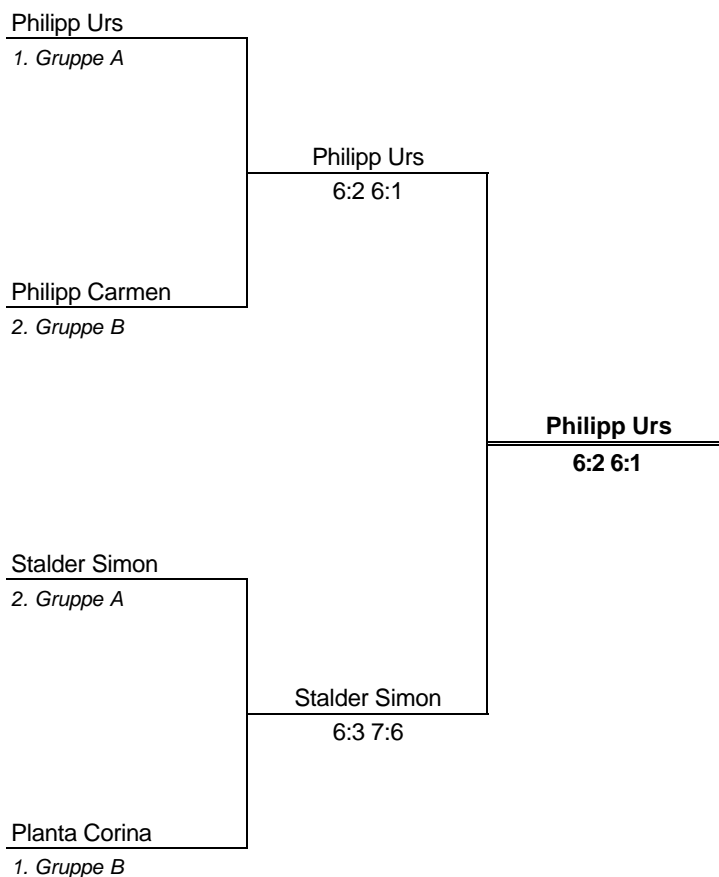 Philipp Urs
1. Gruppe A
Philipp Urs
6:2 6:1
Philipp Carmen
2. Gruppe B
Philipp Urs
6:2 6:1
Stalder Simon
2. Gruppe A
Stalder Simon
6:3 7:6
Planta Corina
1. Gruppe B